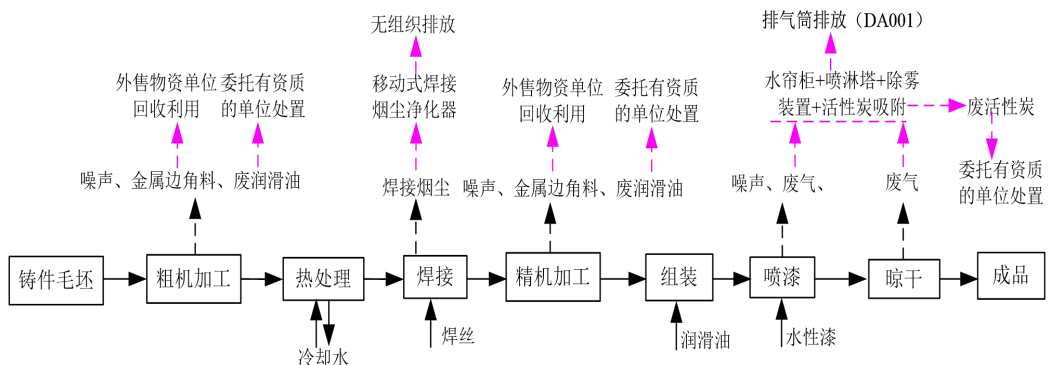 无组织排放
排气筒排放（DA001）
外售物资单位
回收利用
委托有资质
的单位处置
移动式焊接
烟尘净化器
外售物资单位
回收利用
委托有资质
的单位处置
水帘柜+喷淋塔+除雾
装置+活性炭吸附
废活性炭
委托有资质
的单位处置
噪声、金属边角料、废润滑油
焊接烟尘
噪声、金属边角料、废润滑油
噪声、废气、
废气
铸件毛坯
粗机加工
热处理
焊接
精机加工
组装
喷漆
晾干
成品
冷却水
焊丝
润滑油
水性漆